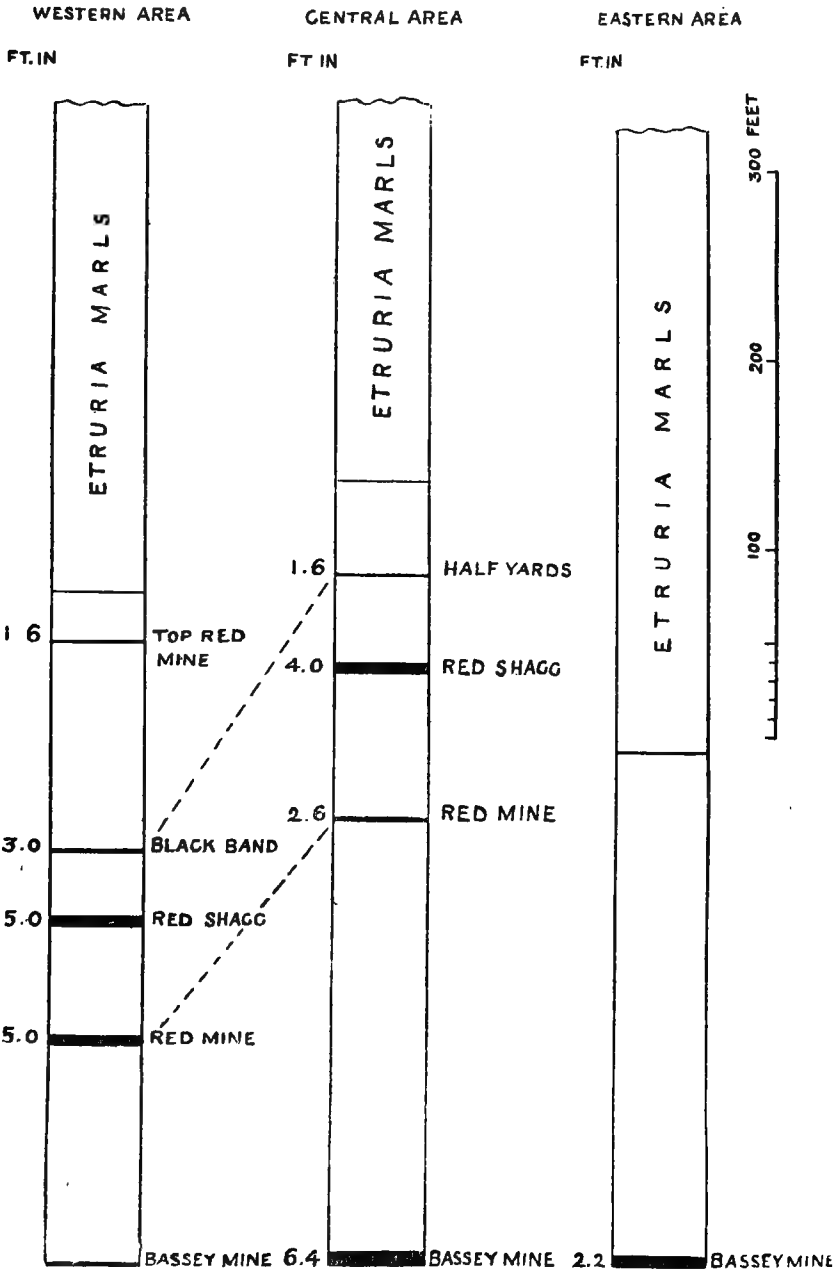 WESTERN AREA
FT. IN
ETRURIA MARLS
1 6
TOP RED
MINE
3.0
BLACK BAND
5.0
RED SHAGG
5.0
RED MINE
BASSEY MINE
CENTRAL AREA
FT IN
ETRURIA MARLS
1.6
HALF YARDS
4.0
RED SHAGG
2.6
RED MINE
6.4
BASSEY MINE
EASTERN AREA
FT.IN
ETRURIA MARLS
2.2
BASSEY MINE
300 FEET
200
100